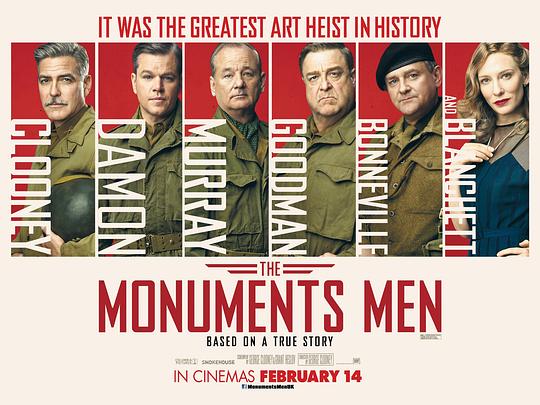 IT WAS THE GREATEST ART HEIST IN HISTORY
CLOONEY
DAMON
MURRAY
GOODMAN
BONNEVILLE
AND BLANCHETT
THE
MONUMENTS MEN
BASED ON A TRUE STORY
SMOKEHOUSE
IN CINEMAS FEBRUARY 14
MonumentsMenUK